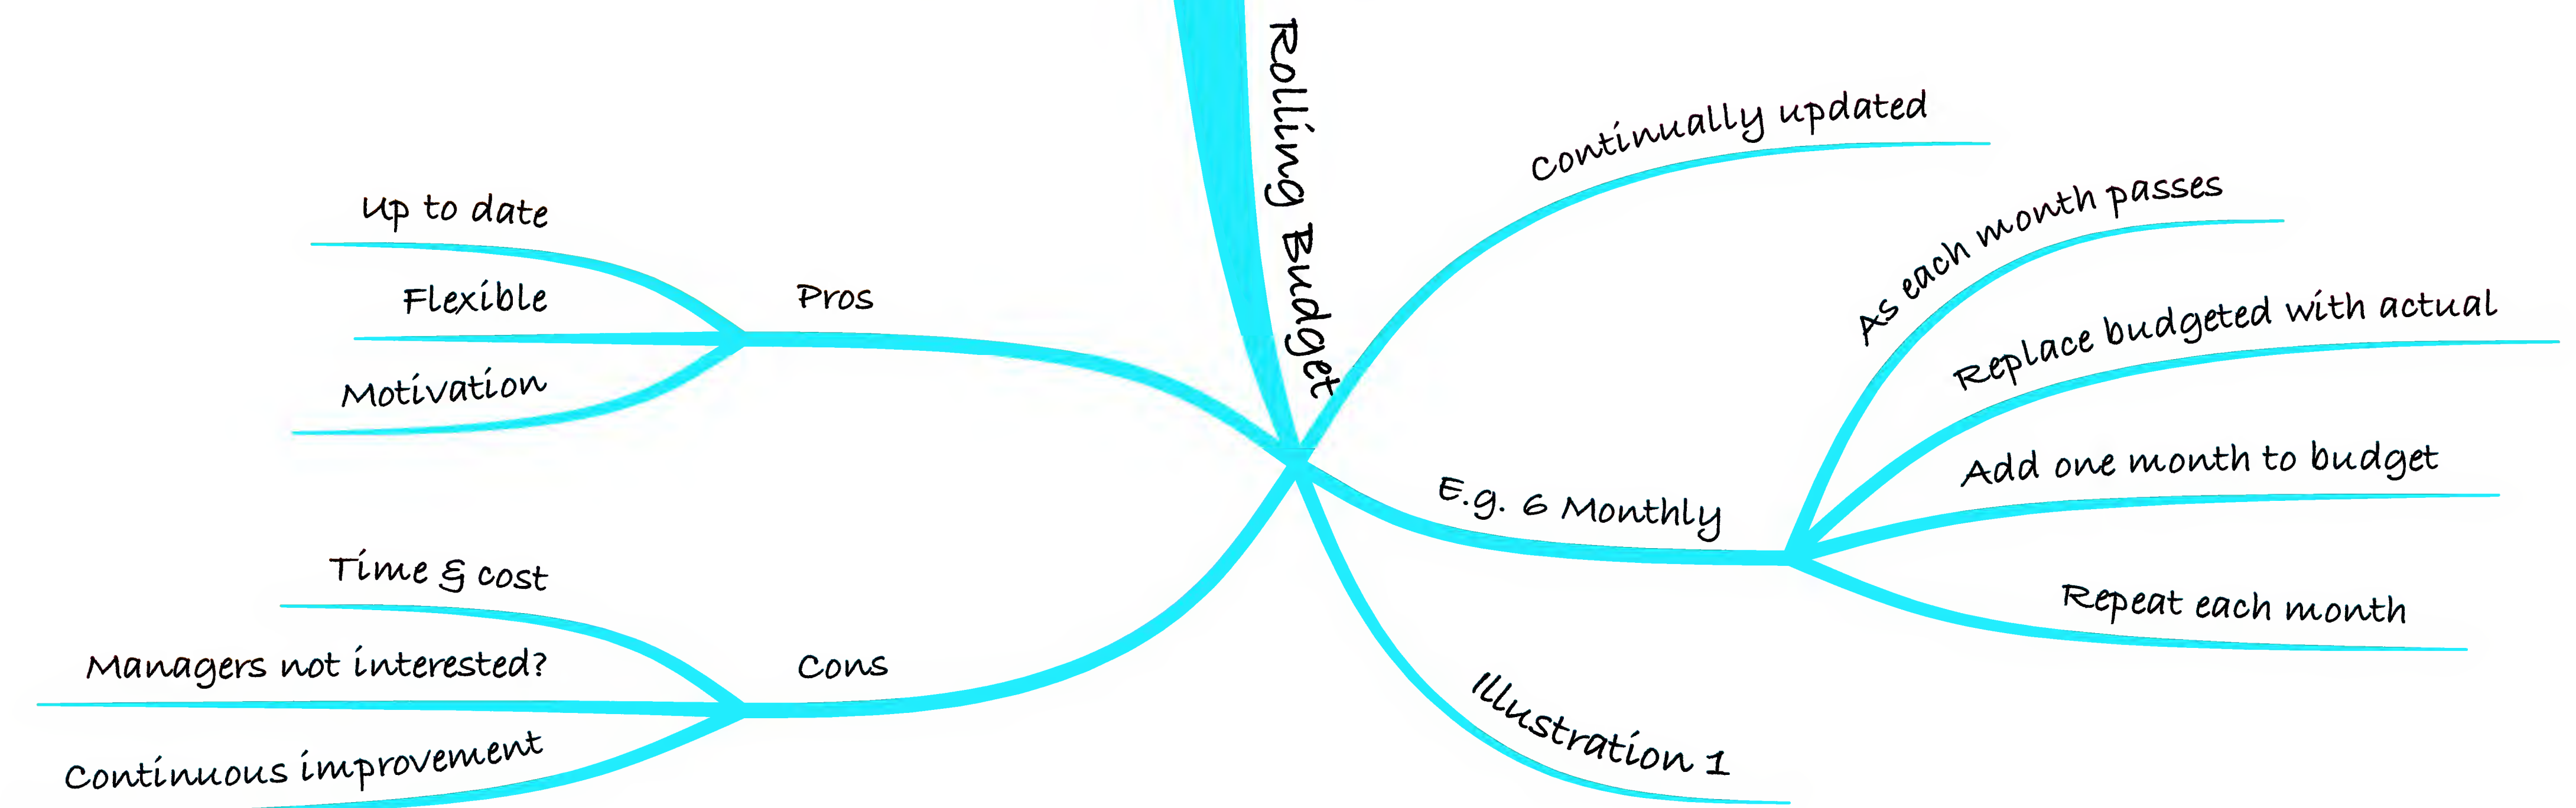 Rolling Budget
Continually updated
E.g. 6 Monthly
As each month passes
Replace budgeted with actual
Add one month to budget
Repeat each month
Illustration 1
Pros
Up to date
Flexible
Motivation
Cons
Time & cost
Managers not interested?
Continuous improvement